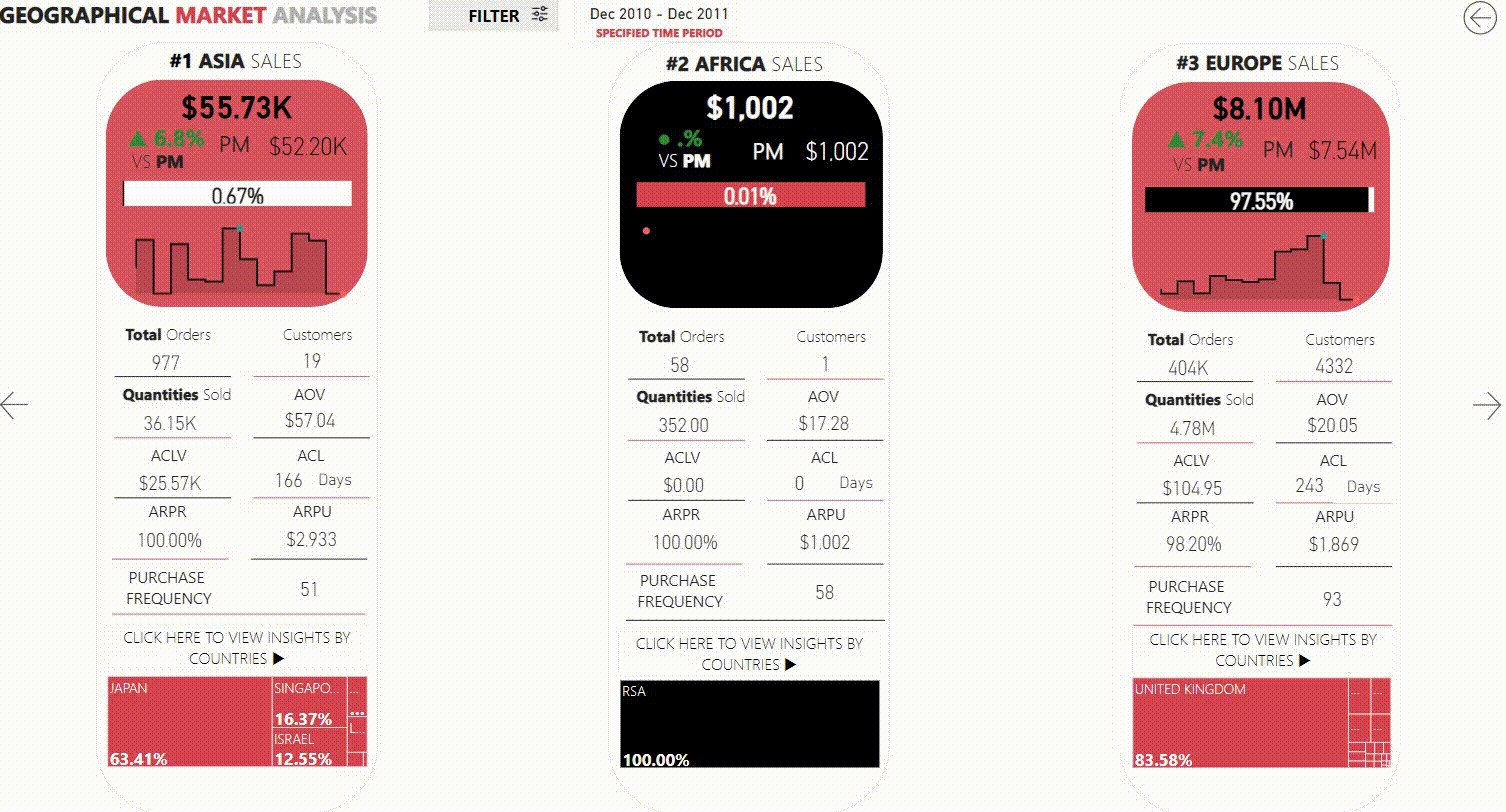 GEOGRAPHICAL MARKET ANALYSIS
FILTER
Dec 2010 - Dec 2011
SPECIFIED TIME PERIOD
#1 ASIA SALES
$55.73K
▲ 6.8%
VS PM
PM $52.20K
0.67%
Total Orders
977
Customers
19
Quantities Sold
36.15K
AOV
$57.04
ACLV
$25.57K
ACL
166 Days
ARPR
100.00%
ARPU
$2.933
PURCHASE
FREQUENCY
51
CLICK HERE TO VIEW INSIGHTS BY
COUNTRIES ▶
JAPAN
63.41%
SINGAPO...
16.37%
ISRAEL
12.55%
...
...
L...
#2 AFRICA SALES
$1,002
● .%
VS PM
PM $1,002
0.01%
Total Orders
58
Customers
1
Quantities Sold
352.00
AOV
$17.28
ACLV
$0.00
ACL
0 Days
ARPR
100.00%
ARPU
$1.002
PURCHASE
FREQUENCY
58
CLICK HERE TO VIEW INSIGHTS BY
COUNTRIES ▶
RSA
100.00%
#3 EUROPE SALES
$8.10M
▲ 7.4%
VS PM
PM $7.54M
97.55%
Total Orders
404K
Customers
4332
Quantities Sold
4.78M
AOV
$20.05
ACLV
$104.95
ACL
243 Days
ARPR
98.20%
ARPU
$1.869
PURCHASE
FREQUENCY
93
CLICK HERE TO VIEW INSIGHTS BY
COUNTRIES ▶
UNITED KINGDOM
83.58%
... ...
... ...